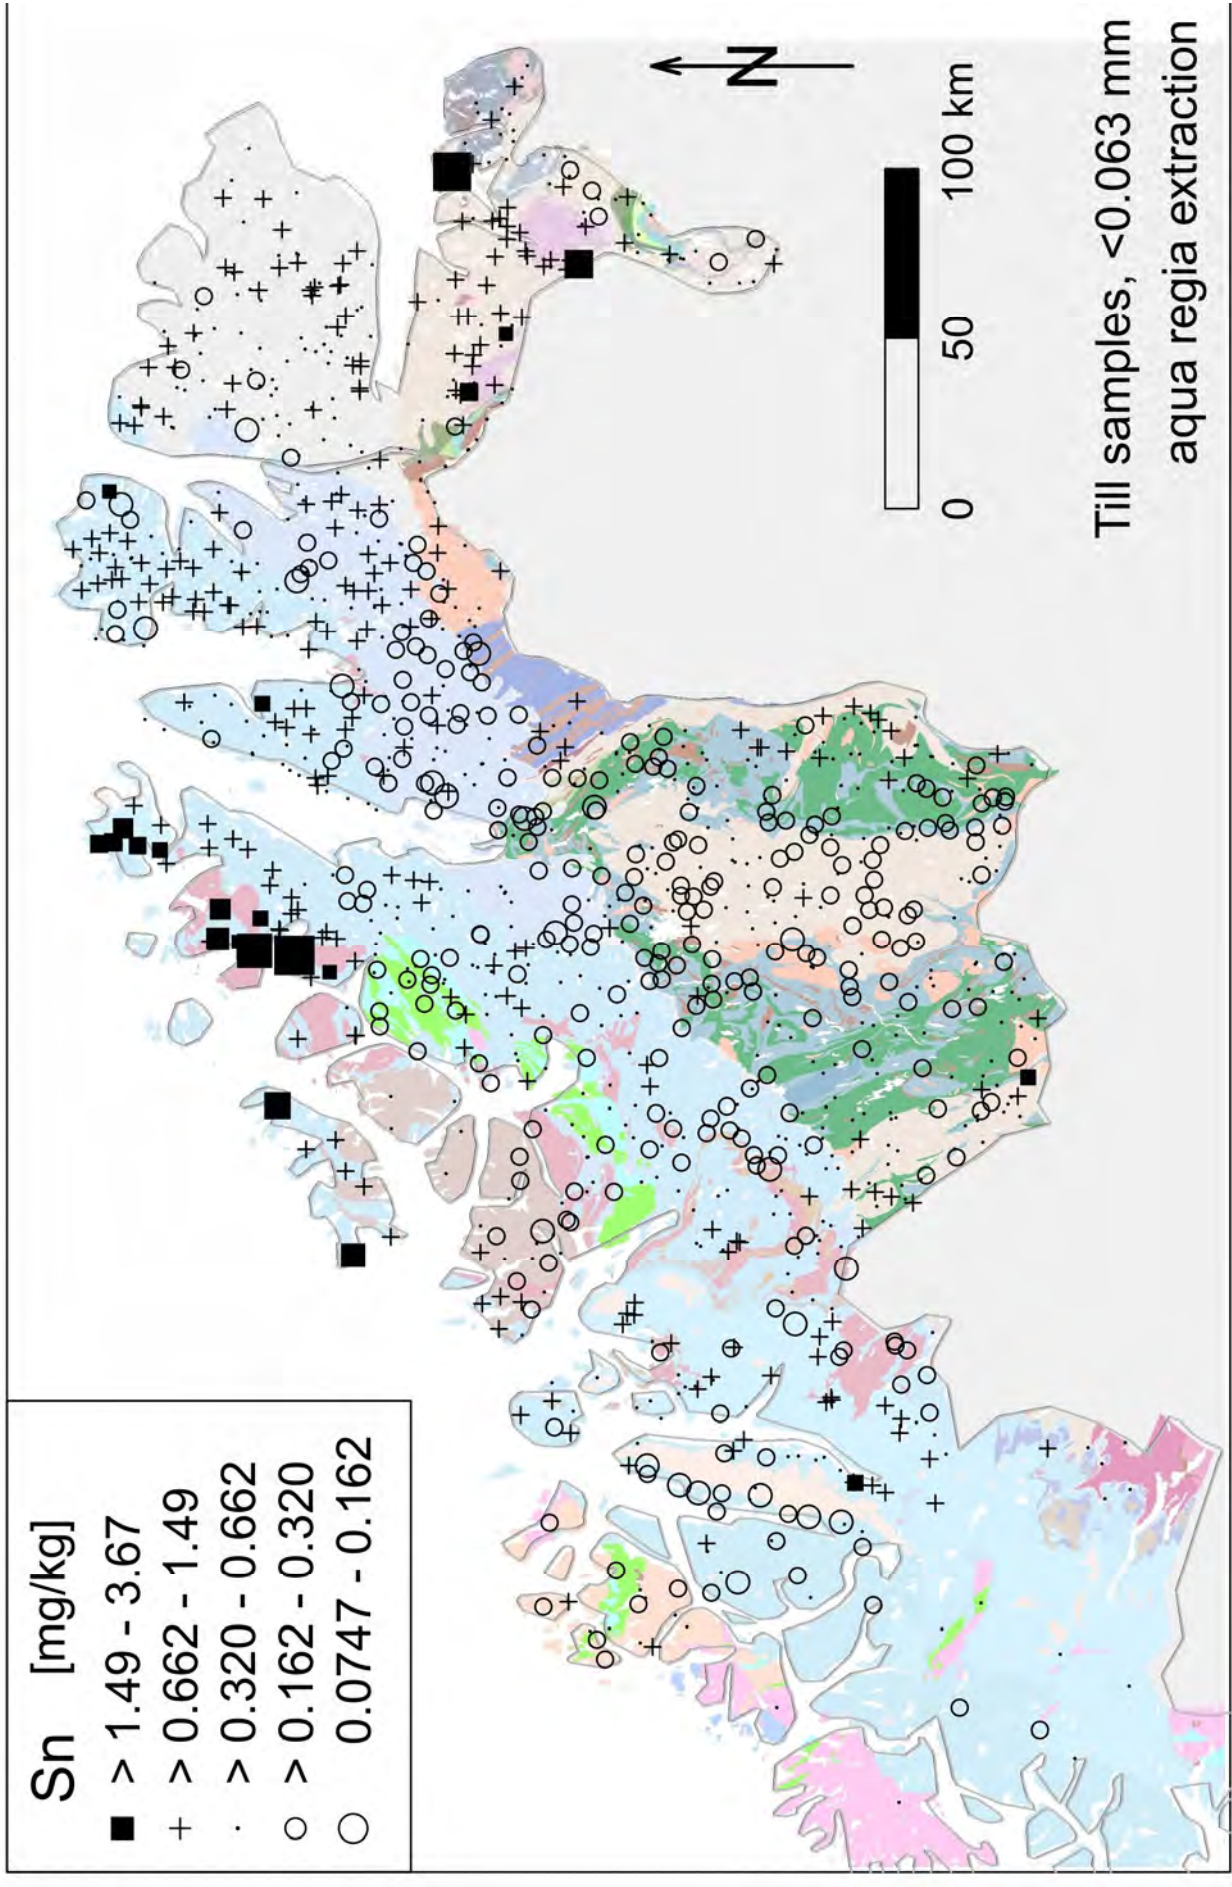 Sn [mg/kg]
> 1.49 - 3.67
> 0.662 - 1.49
> 0.320 - 0.662
> 0.162 - 0.320
0.0747 - 0.162
N
0 50 100 km
Till samples, <0.063 mm
aqua regia extraction